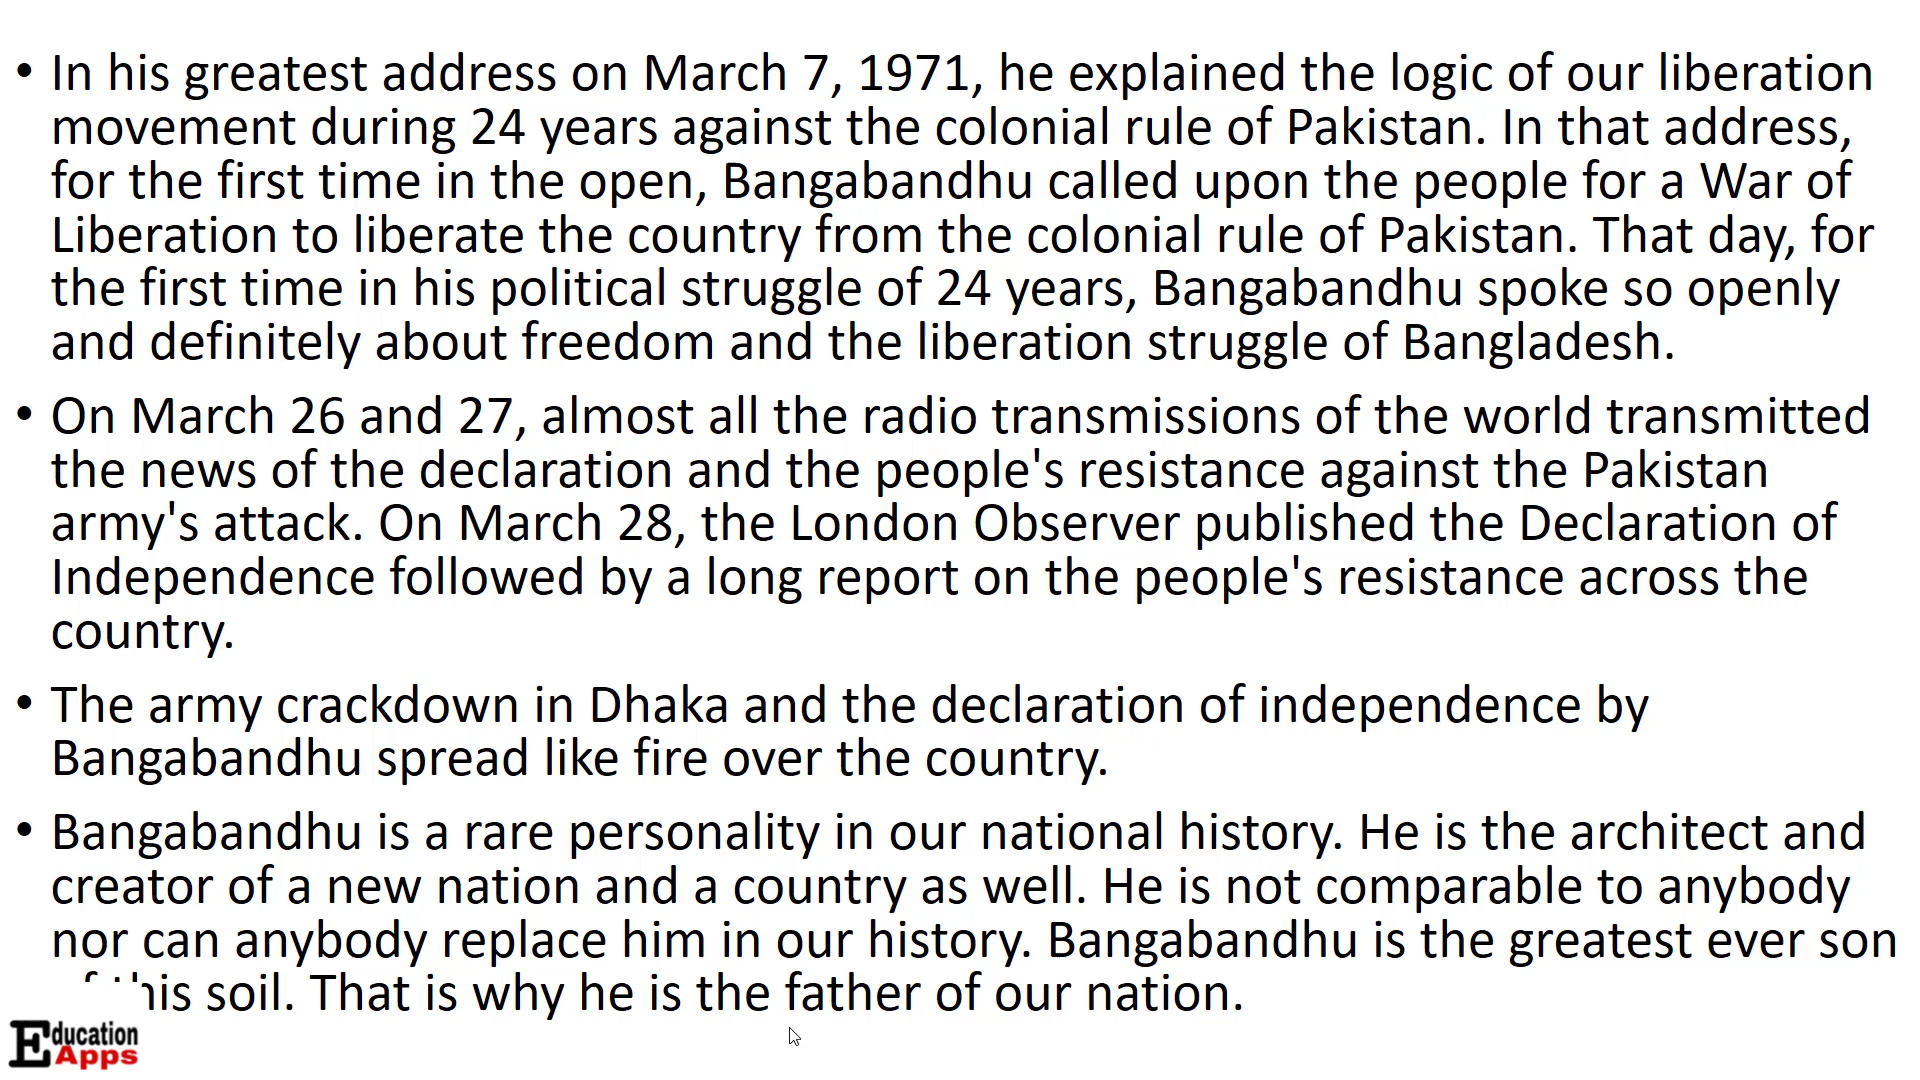 • In his greatest address on March 7, 1971, he explained the logic of our liberation
movement during 24 years against the colonial rule of Pakistan. In that address,
for the first time in the open, Bangabandhu called upon the people for a War of
Liberation to liberate the country from the colonial rule of Pakistan. That day, for
the first time in his political struggle of 24 years, Bangabandhu spoke so openly
and definitely about freedom and the liberation struggle of Bangladesh.
• On March 26 and 27, almost all the radio transmissions of the world transmitted
the news of the declaration and the people's resistance against the Pakistan
army's attack. On March 28, the London Observer published the Declaration of
Independence followed by a long report on the people's resistance across the
country.
• The army crackdown in Dhaka and the declaration of independence by
Bangabandhu spread like fire over the country.
• Bangabandhu is a rare personality in our national history. He is the architect and
creator of a new nation and a country as well. He is not comparable to anybody
nor can anybody replace him in our history. Bangabandhu is the greatest ever son
soil. That is why he is the father of our nation.
Education
Apps